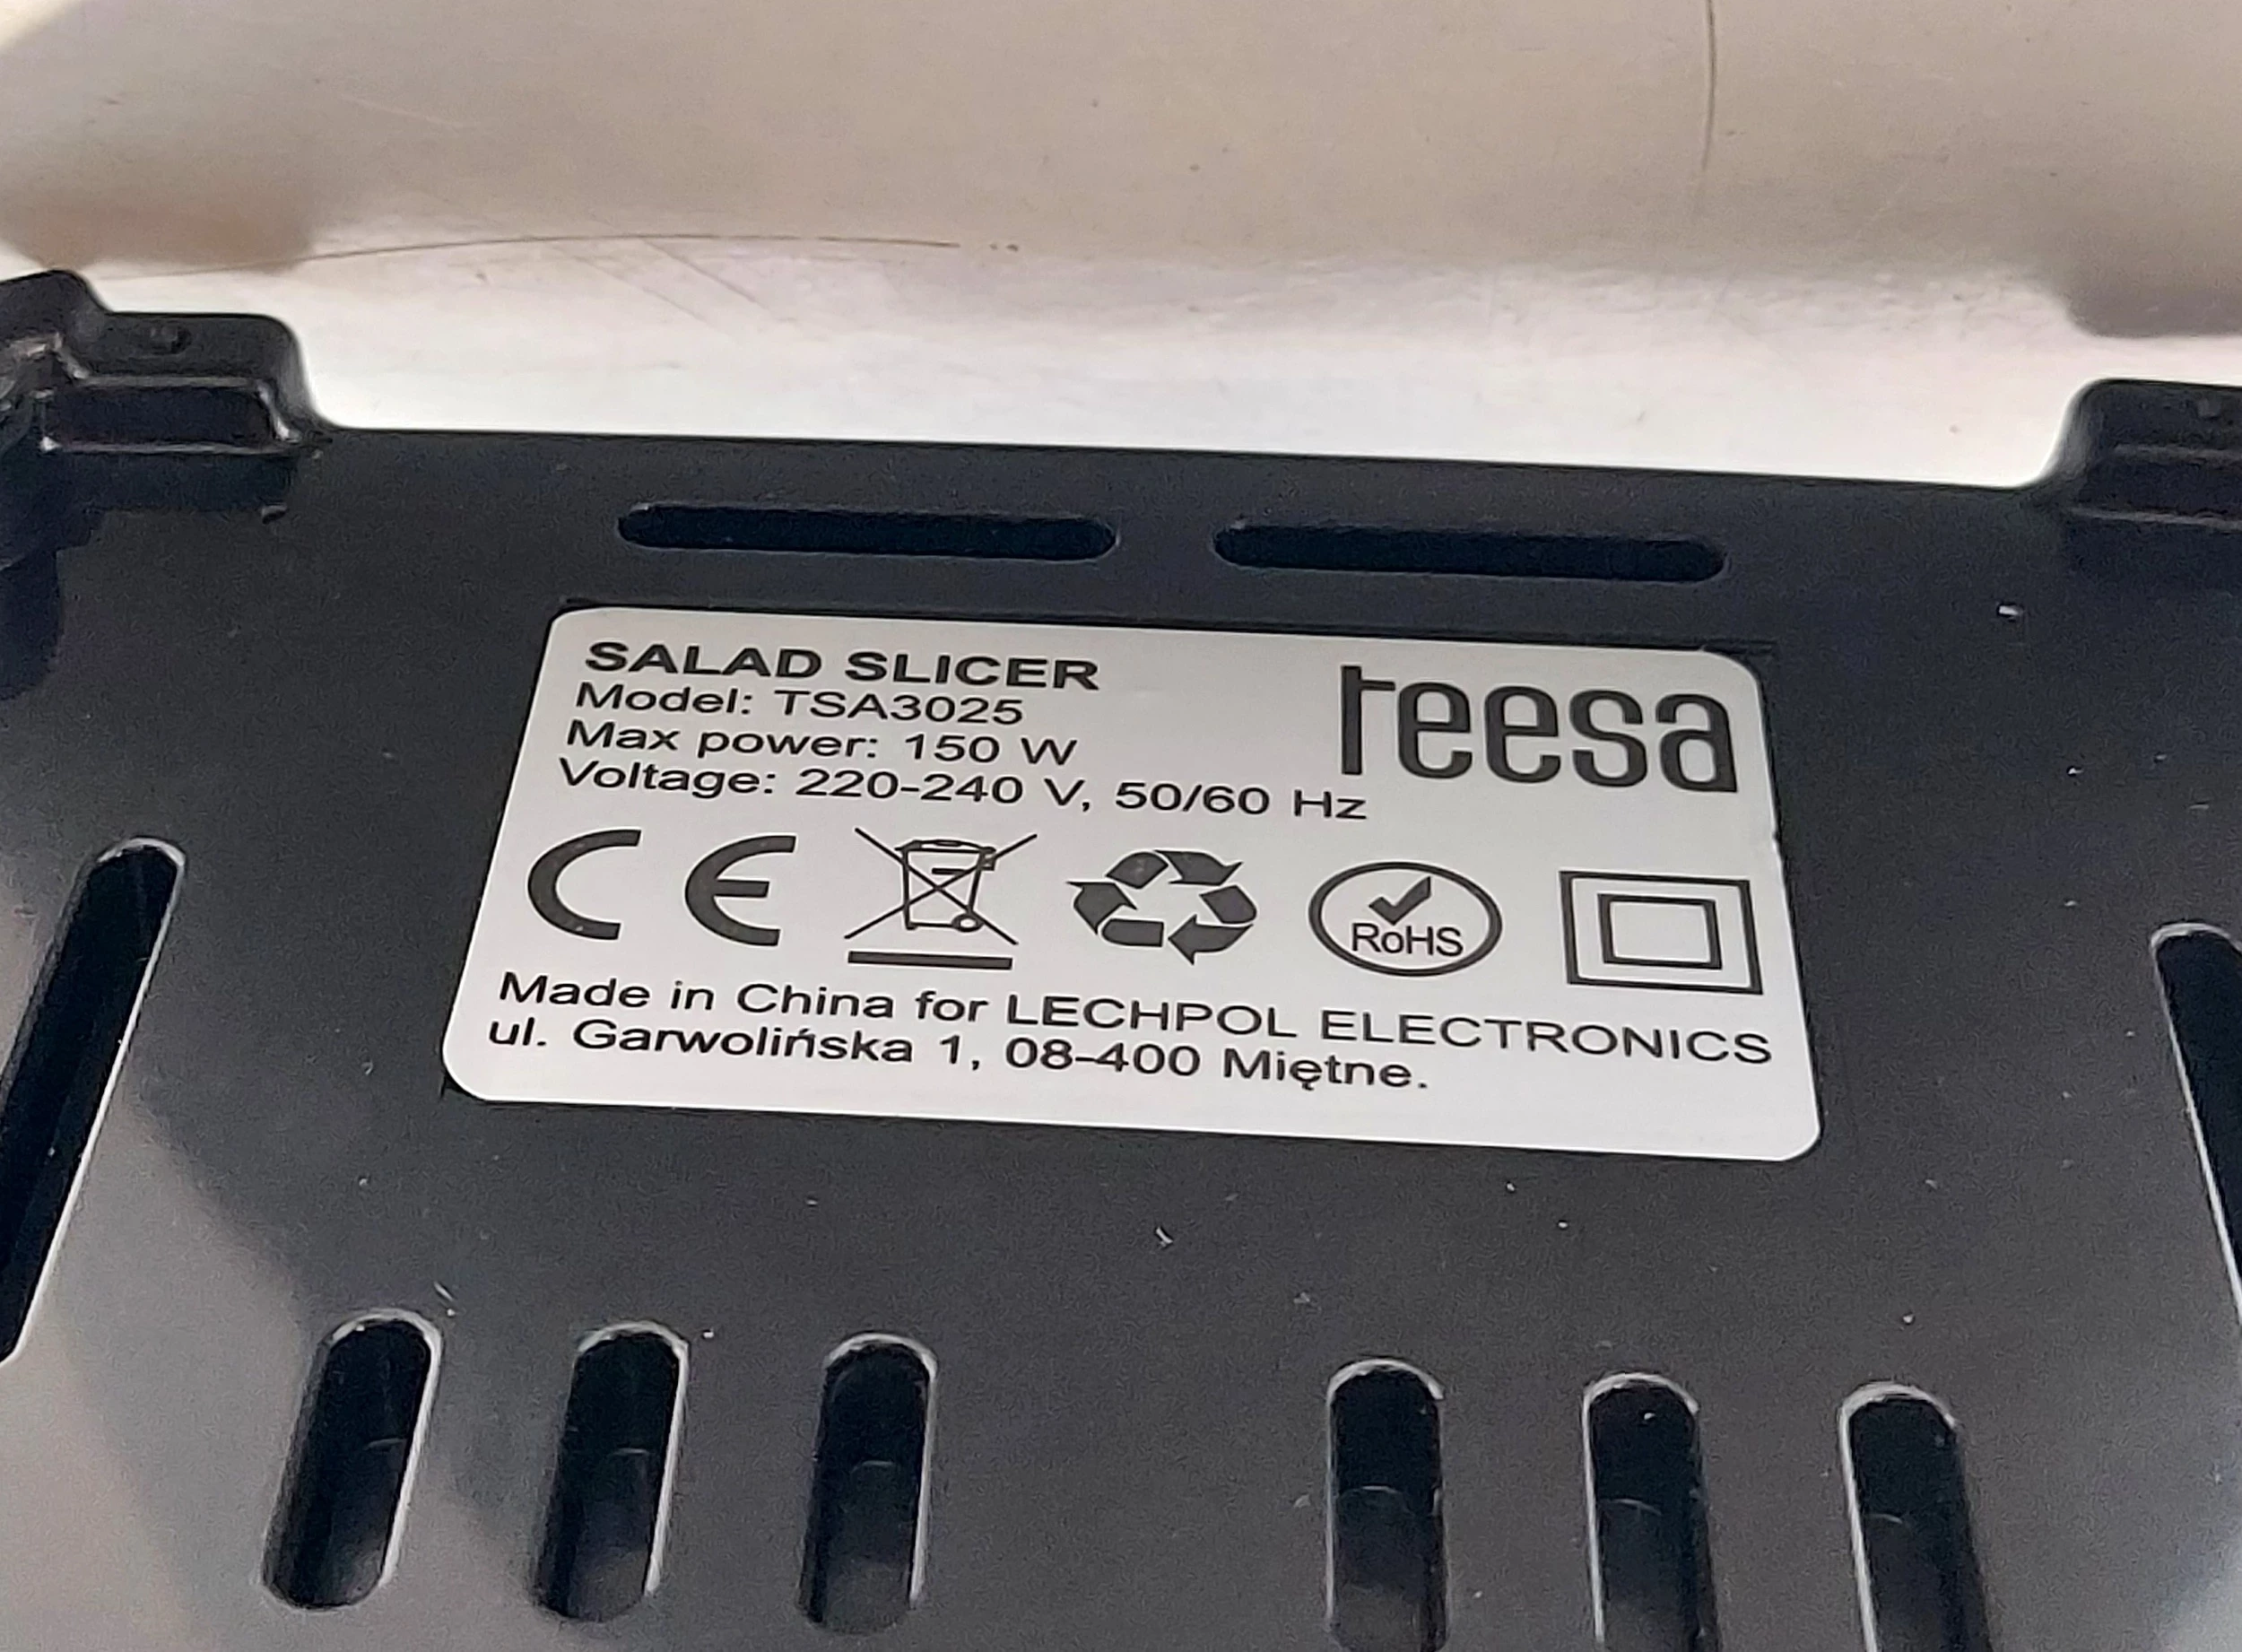 SALAD SLICER
Model: TSA3025
Max power: 150 W
Voltage: 220-240 V, 50/60 Hz
teesa
CE
RoHS
Made in China for LECHPOL ELECTRONICS
ul. Garwolińska 1, 08-400 Miętne.